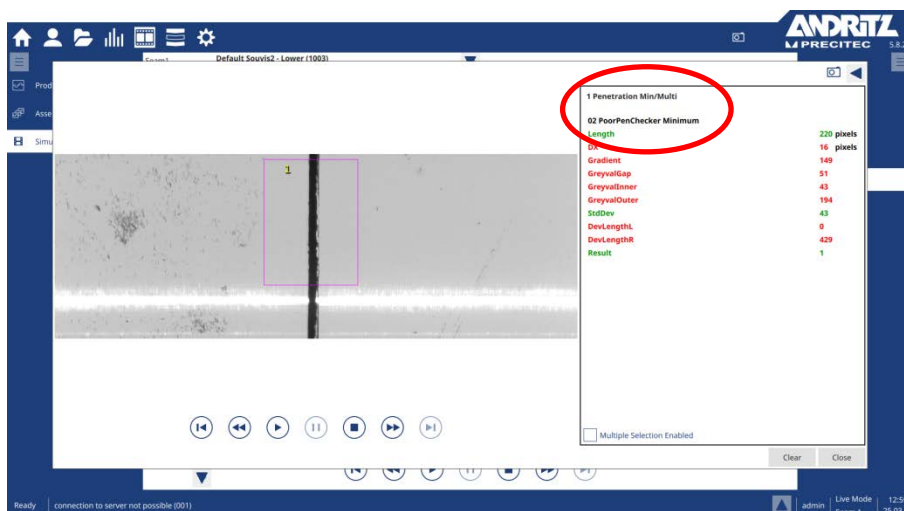 ANDRITZ
PRECITEC
5.8.2
Seam1 Default Souvis2 - Lower (1003)
Prod
Asse
Simu
1 Penetration Min/Multi
02 PoorPenChecker Minimum
Length 220 pixels
DX 16 pixels
Gradient 149
GreyvalGap 51
GreyvalInner 43
GreyvalOuter 194
StdDev 43
DevLengthL 0
DevLengthR 429
Result 1
1
Multiple Selection Enabled
Clear Close
Ready connection to server not possible (001)
admin Live Mode 12:5